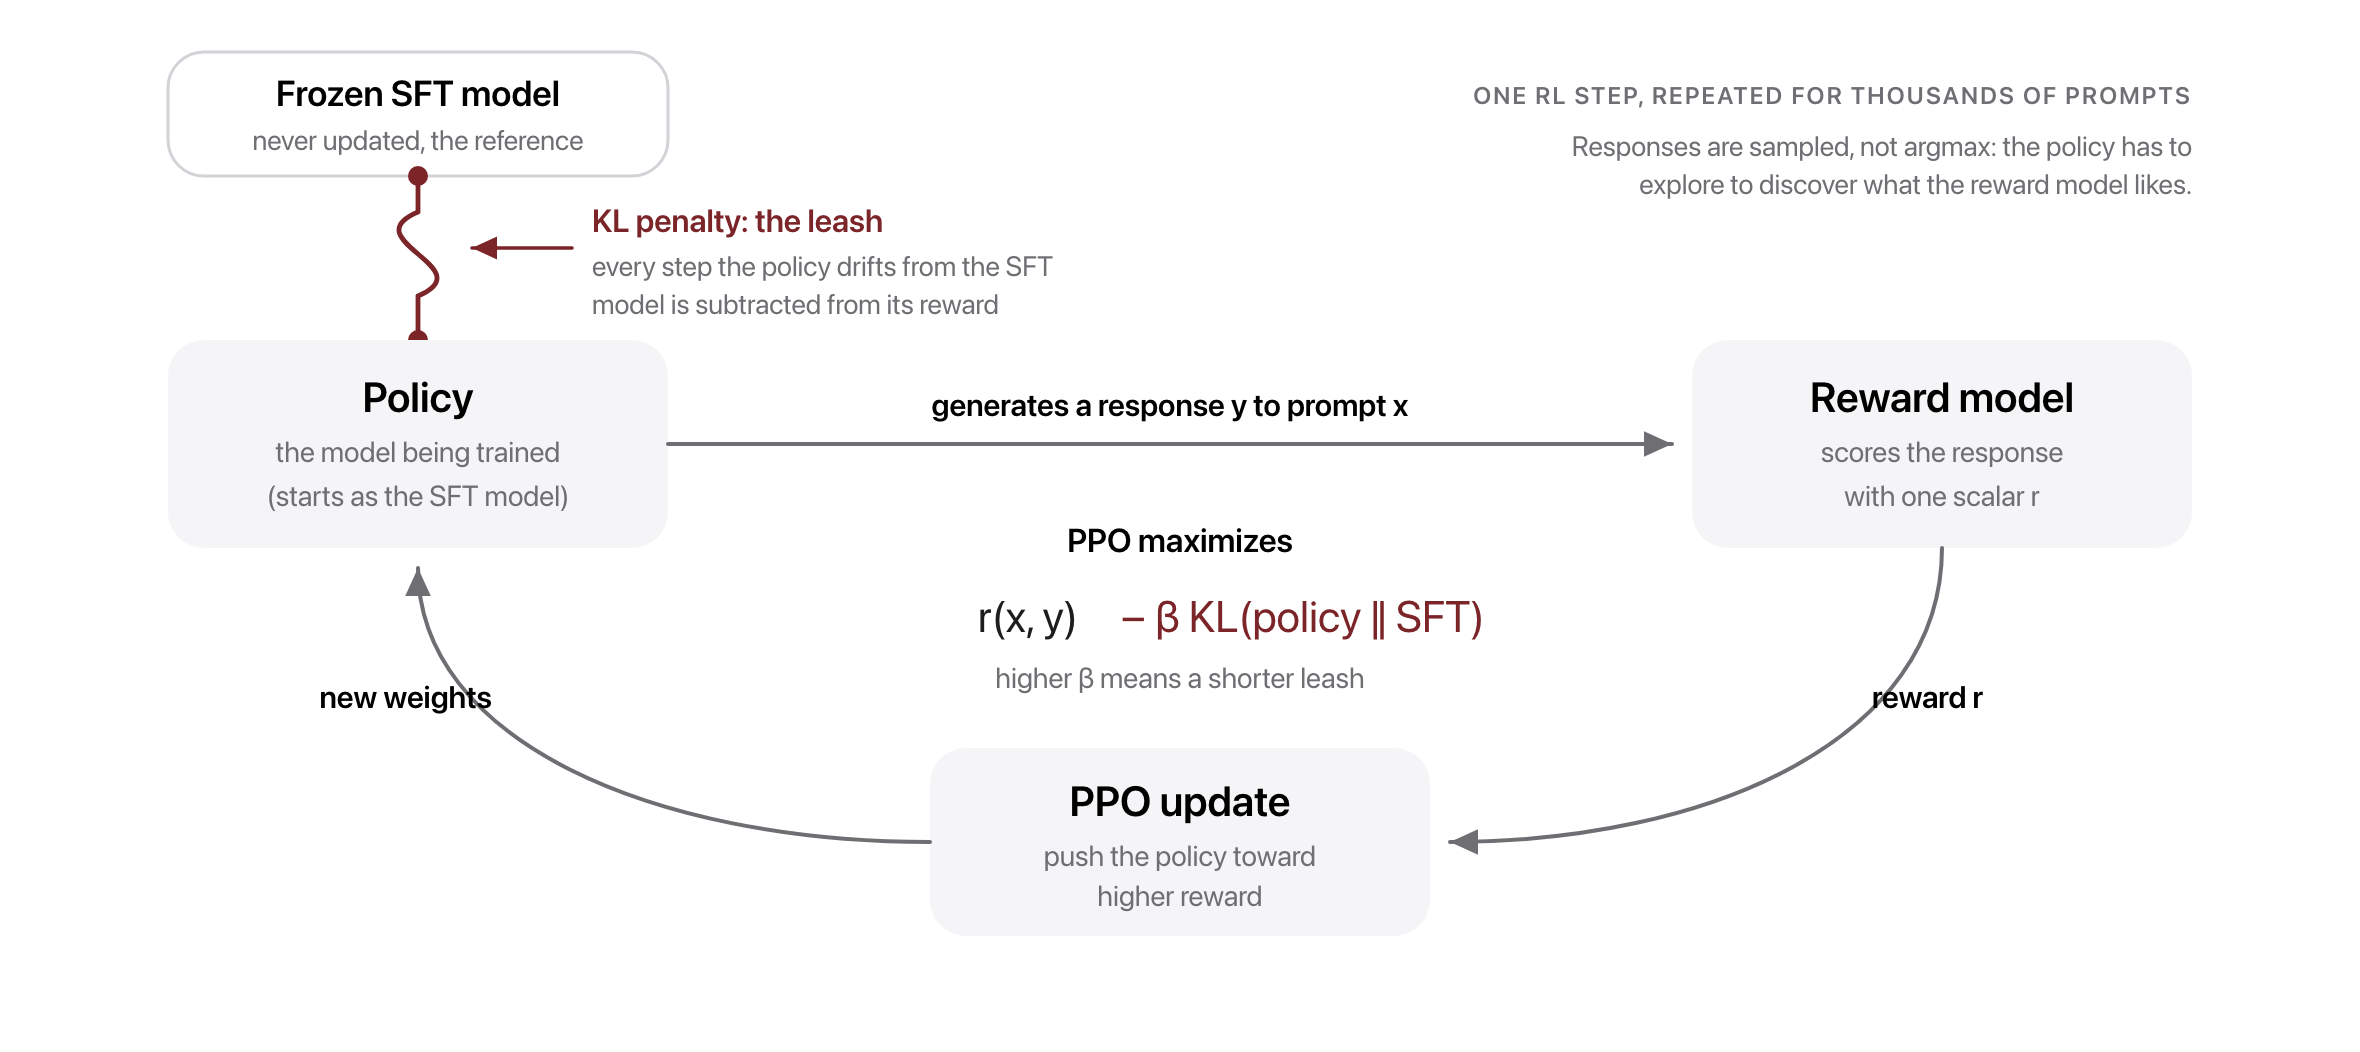 Frozen SFT model
never updated, the reference
ONE RL STEP, REPEATED FOR THOUSANDS OF PROMPTS
Responses are sampled, not argmax: the policy has to
explore to discover what the reward model likes.
KL penalty: the leash
every step the policy drifts from the SFT
model is subtracted from its reward
Policy
the model being trained
(starts as the SFT model)
generates a response y to prompt x
Reward model
scores the response
with one scalar r
PPO maximizes
r(x, y) − β KL(policy ‖ SFT)
higher β means a shorter leash
new weights
reward r
PPO update
push the policy toward
higher reward